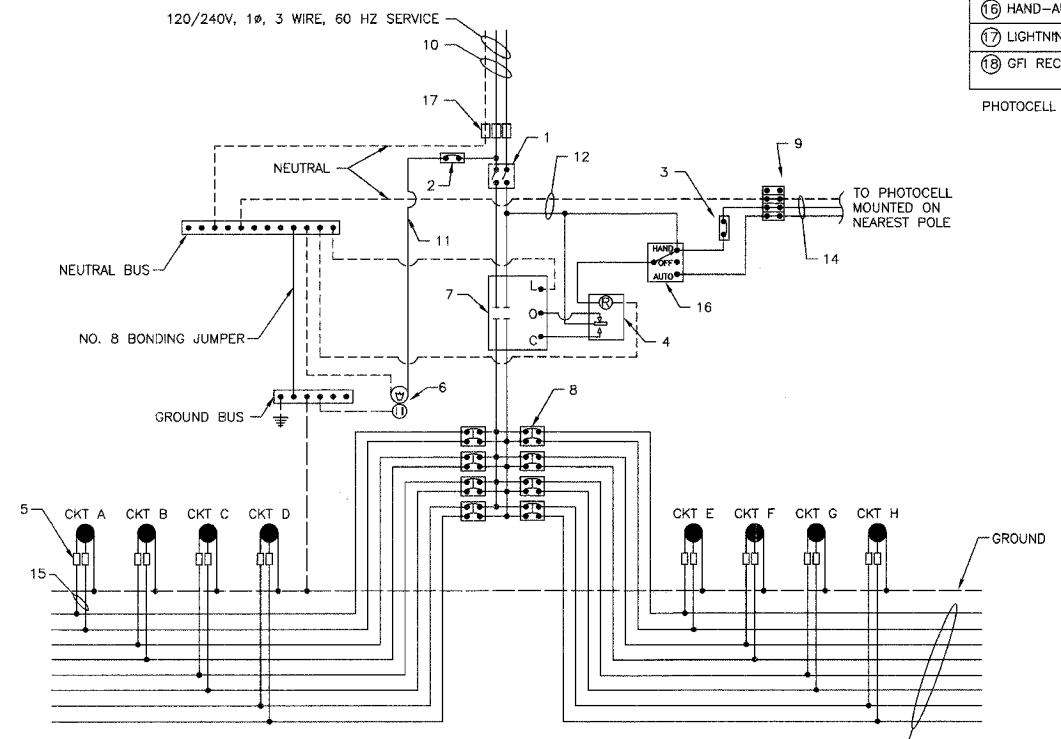 120/240V, 1ø, 3 WIRE, 60 HZ SERVICE
16 HAND-A
17 LIGHTNIN
18 GFI REC
PHOTOCELL
10
17
1
12
9
3
2
NEUTRAL
TO PHOTOCELL
MOUNTED ON
NEAREST POLE
11
14
NEUTRAL BUS
HAND
OFF
AUTO
16
7
L
O
C
R
4
NO. 8 BONDING JUMPER
6
8
GROUND BUS
5
CKT A CKT B CKT C CKT D
CKT E CKT F CKT G CKT H
GROUND
15